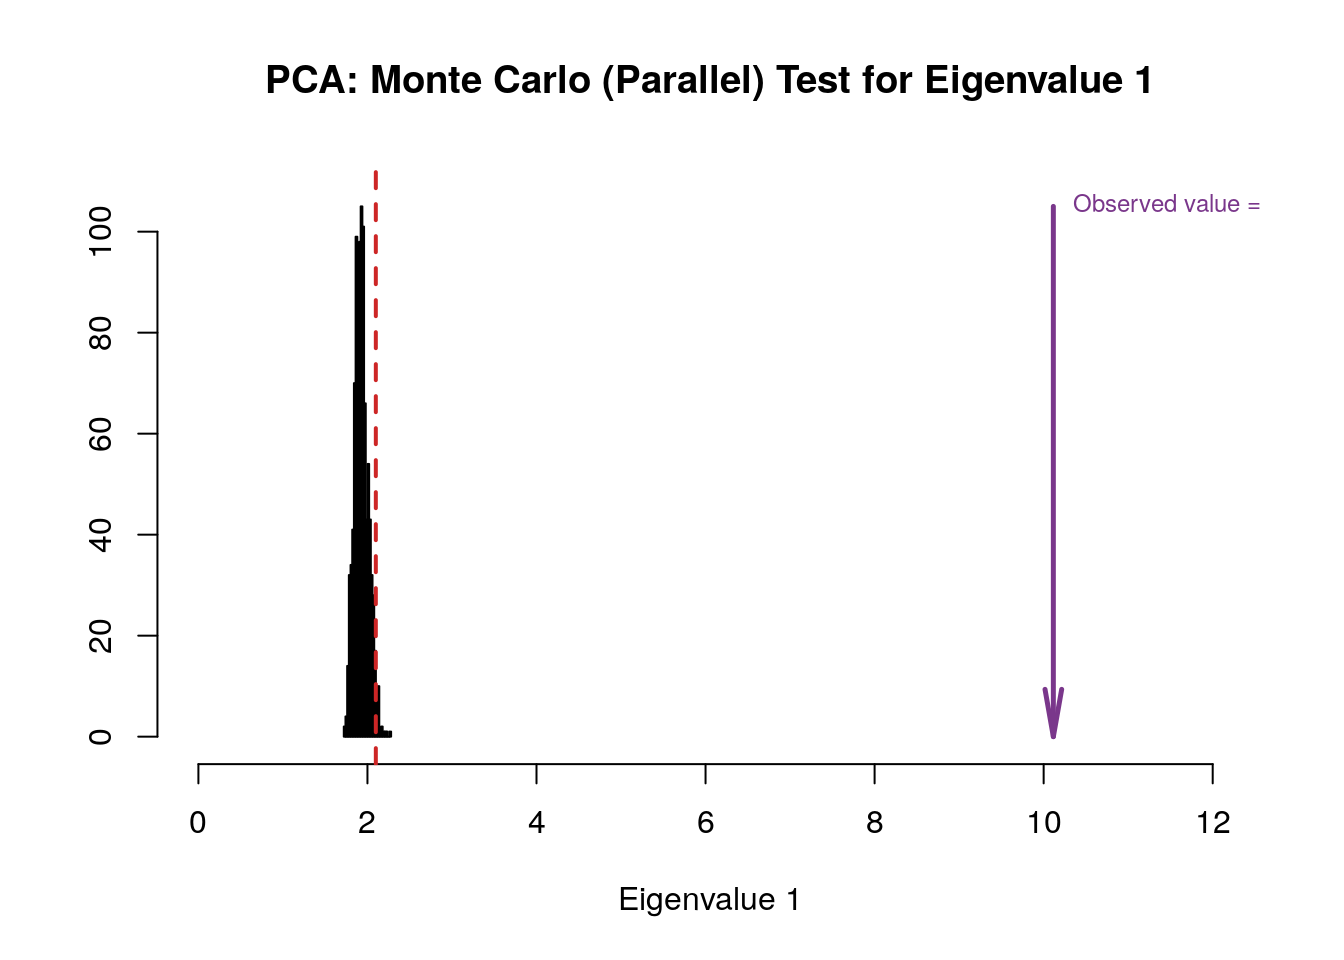 PCA: Monte Carlo (Parallel) Test for Eigenvalue 1
Observed value =
100
80
60
40
20
0
0 2 4 6 8 10 12
Eigenvalue 1